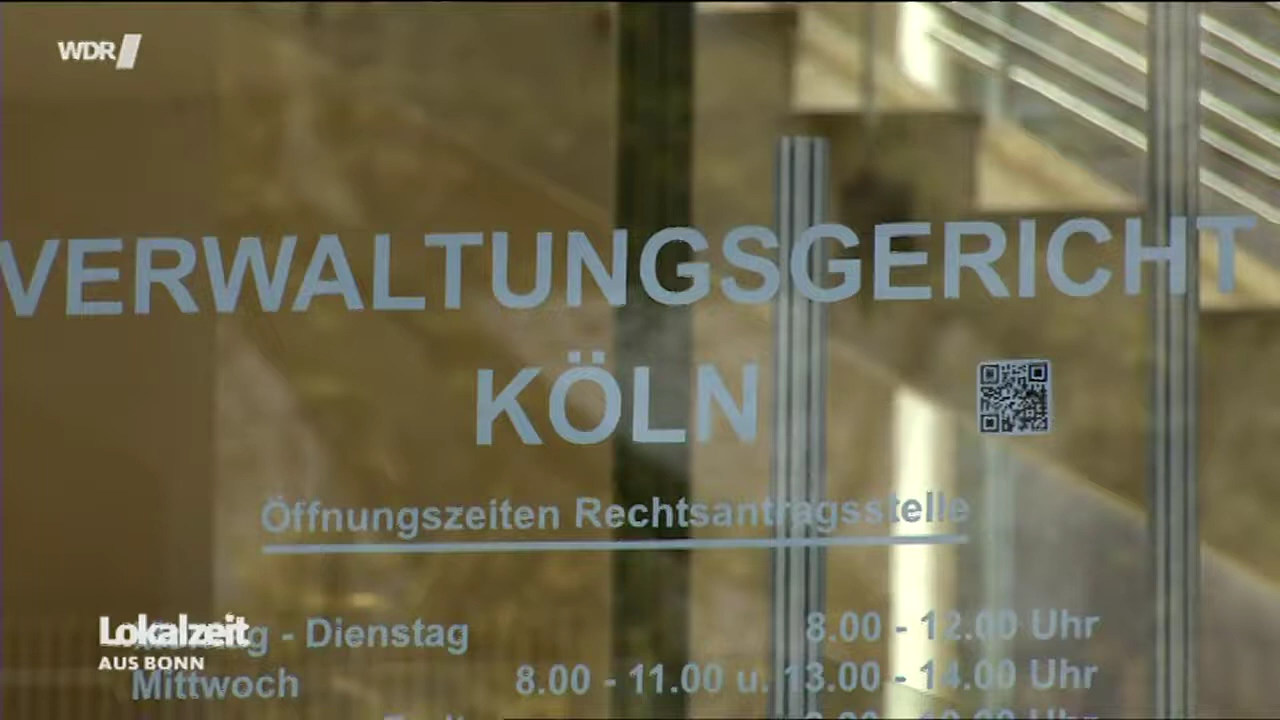 WDR
VERWALTUNGSGERICHT
KÖLN
Öffnungszeiten Rechtsantragsstelle
Lokalzeit
- Dienstag 8.00 - 12.00 Uhr
AUS BONN
Mittwoch 8.00 - 11.00 u. 13.00 - 14.00 Uhr